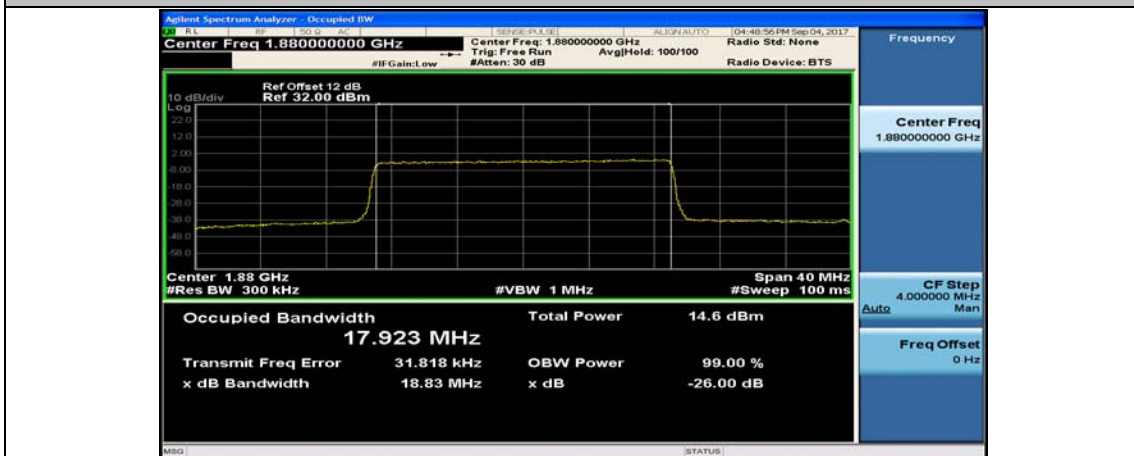 Agilent Spectrum Analyzer - Occupied BW
RL RF 50 Ω AC SENSE:PULSE ALIGN AUTO 04:48:56 PM Sep 04, 2017
Center Freq 1.880000000 GHz
Center Freq: 1.880000000 GHz
Radio Std: None
Trig: Free Run Avg|Hold: 100/100
#IFGain:Low #Atten: 30 dB
Radio Device: BTS
Frequency
Ref Offset 12 dB
10 dB/div Ref 32.00 dBm
Log
22.0
12.0
2.00
-8.00
-18.0
-28.0
-38.0
-48.0
-58.0
Center Freq
1.880000000 GHz
Center 1.88 GHz Span 40 MHz
#Res BW 300 kHz #VBW 1 MHz #Sweep 100 ms
CF Step
4.000000 MHz
Auto Man
Freq Offset
0 Hz
Occupied Bandwidth Total Power 14.6 dBm
17.923 MHz
Transmit Freq Error 31.818 kHz OBW Power 99.00 %
x dB Bandwidth 18.83 MHz x dB -26.00 dB
MSG STATUS